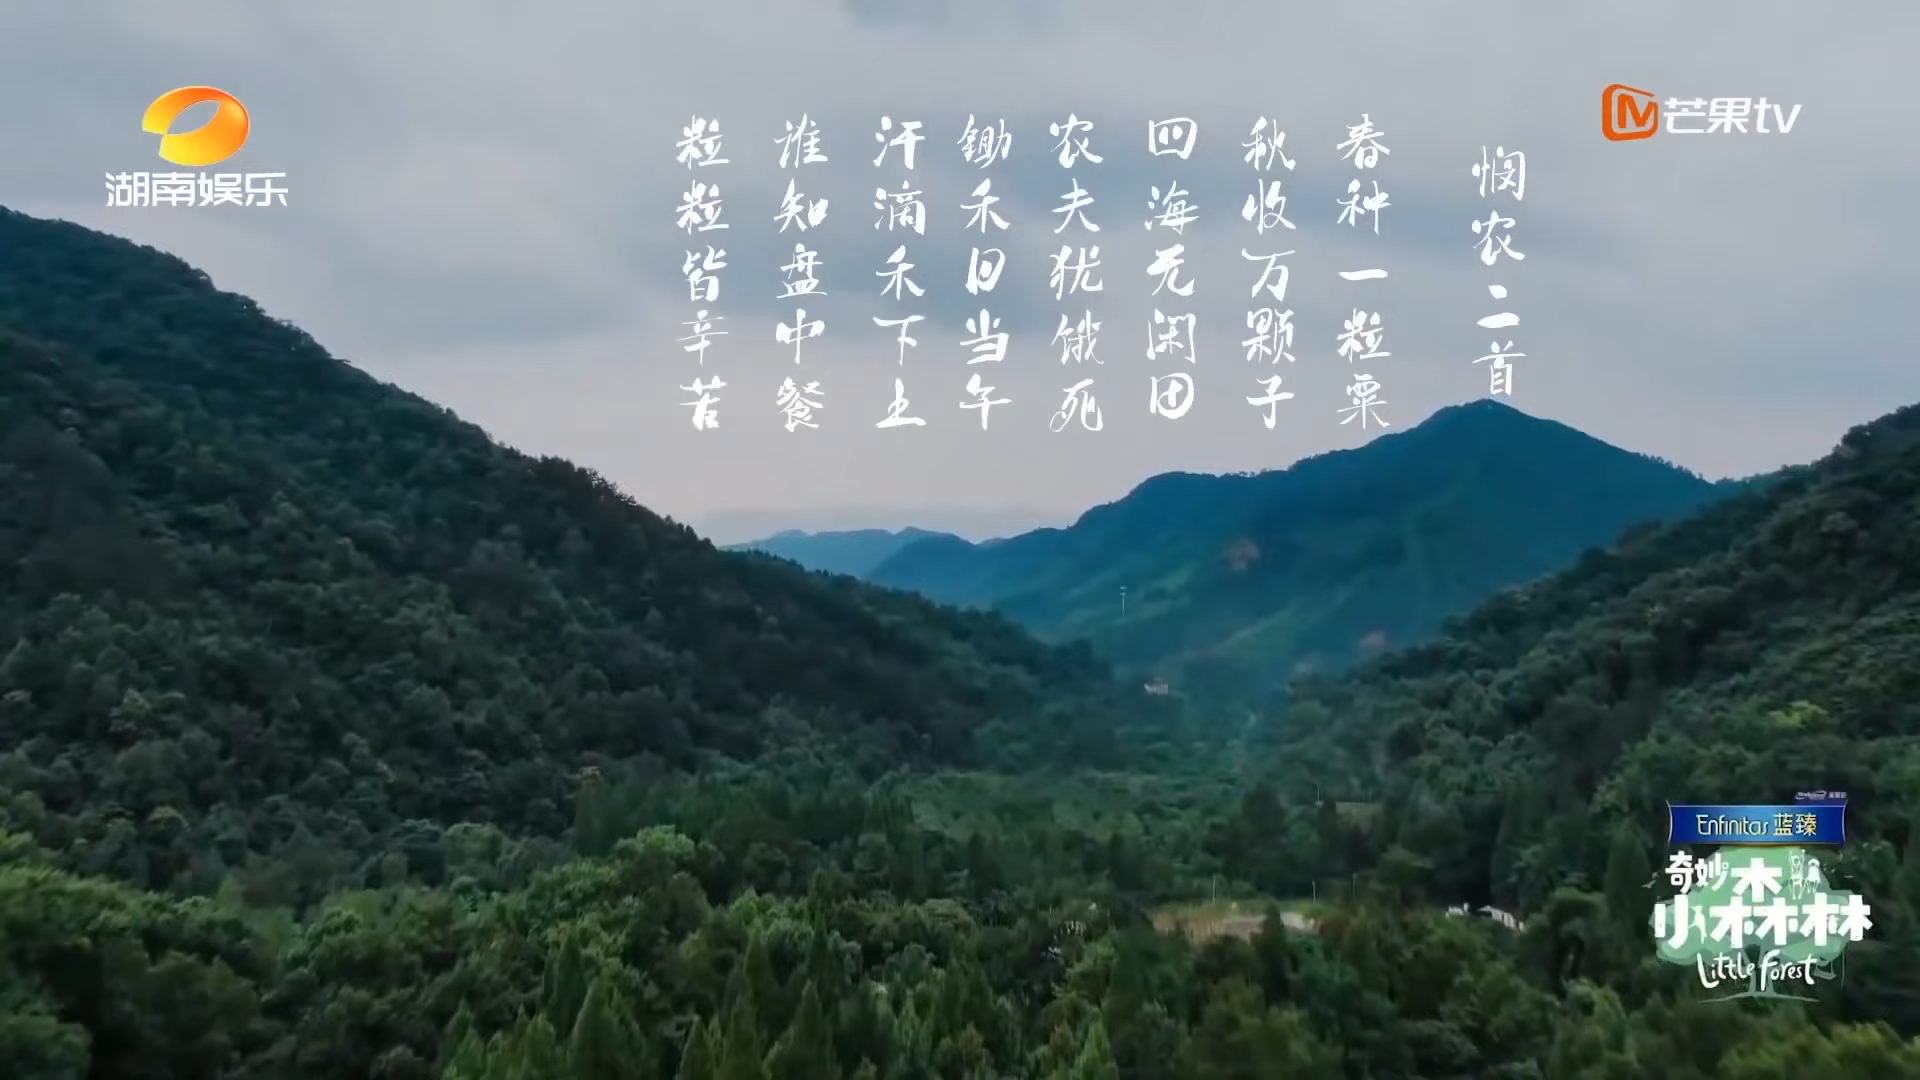 湖南娱乐
芒果tv
悯农二首
春种一粒粟
秋收万颗子
四海无闲田
农夫犹饿死
锄禾日当午
汗滴禾下土
谁知盘中餐
粒粒皆辛苦
Enfinitas 蓝臻
奇妙
小森林
Little forest